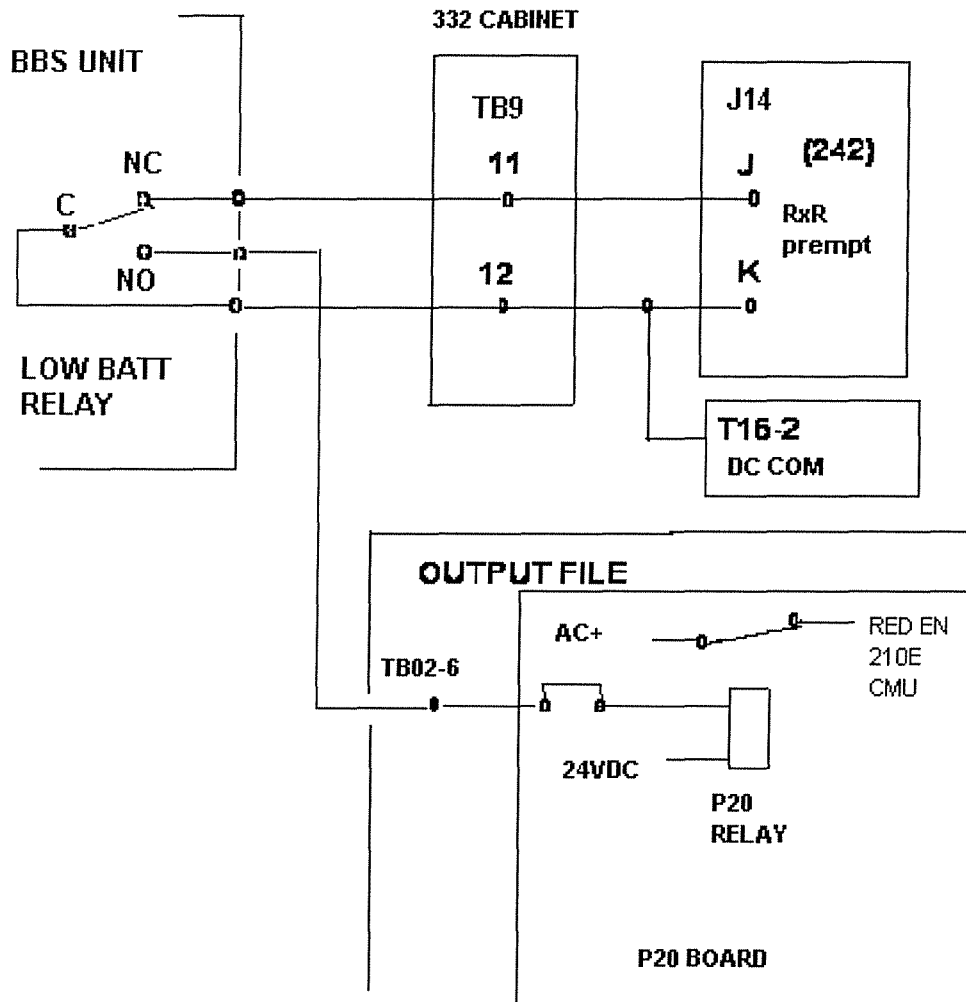 332 CABINET
BBS UNIT
TB9
J14
(242)
NC
11
J
C
RxR
prempt
NO
12
K
LOW BATT
RELAY
T16-2
DC COM
OUTPUT FILE
AC+
RED EN
210E
CMU
TB02-6
24VDC
P20
RELAY
P20 BOARD